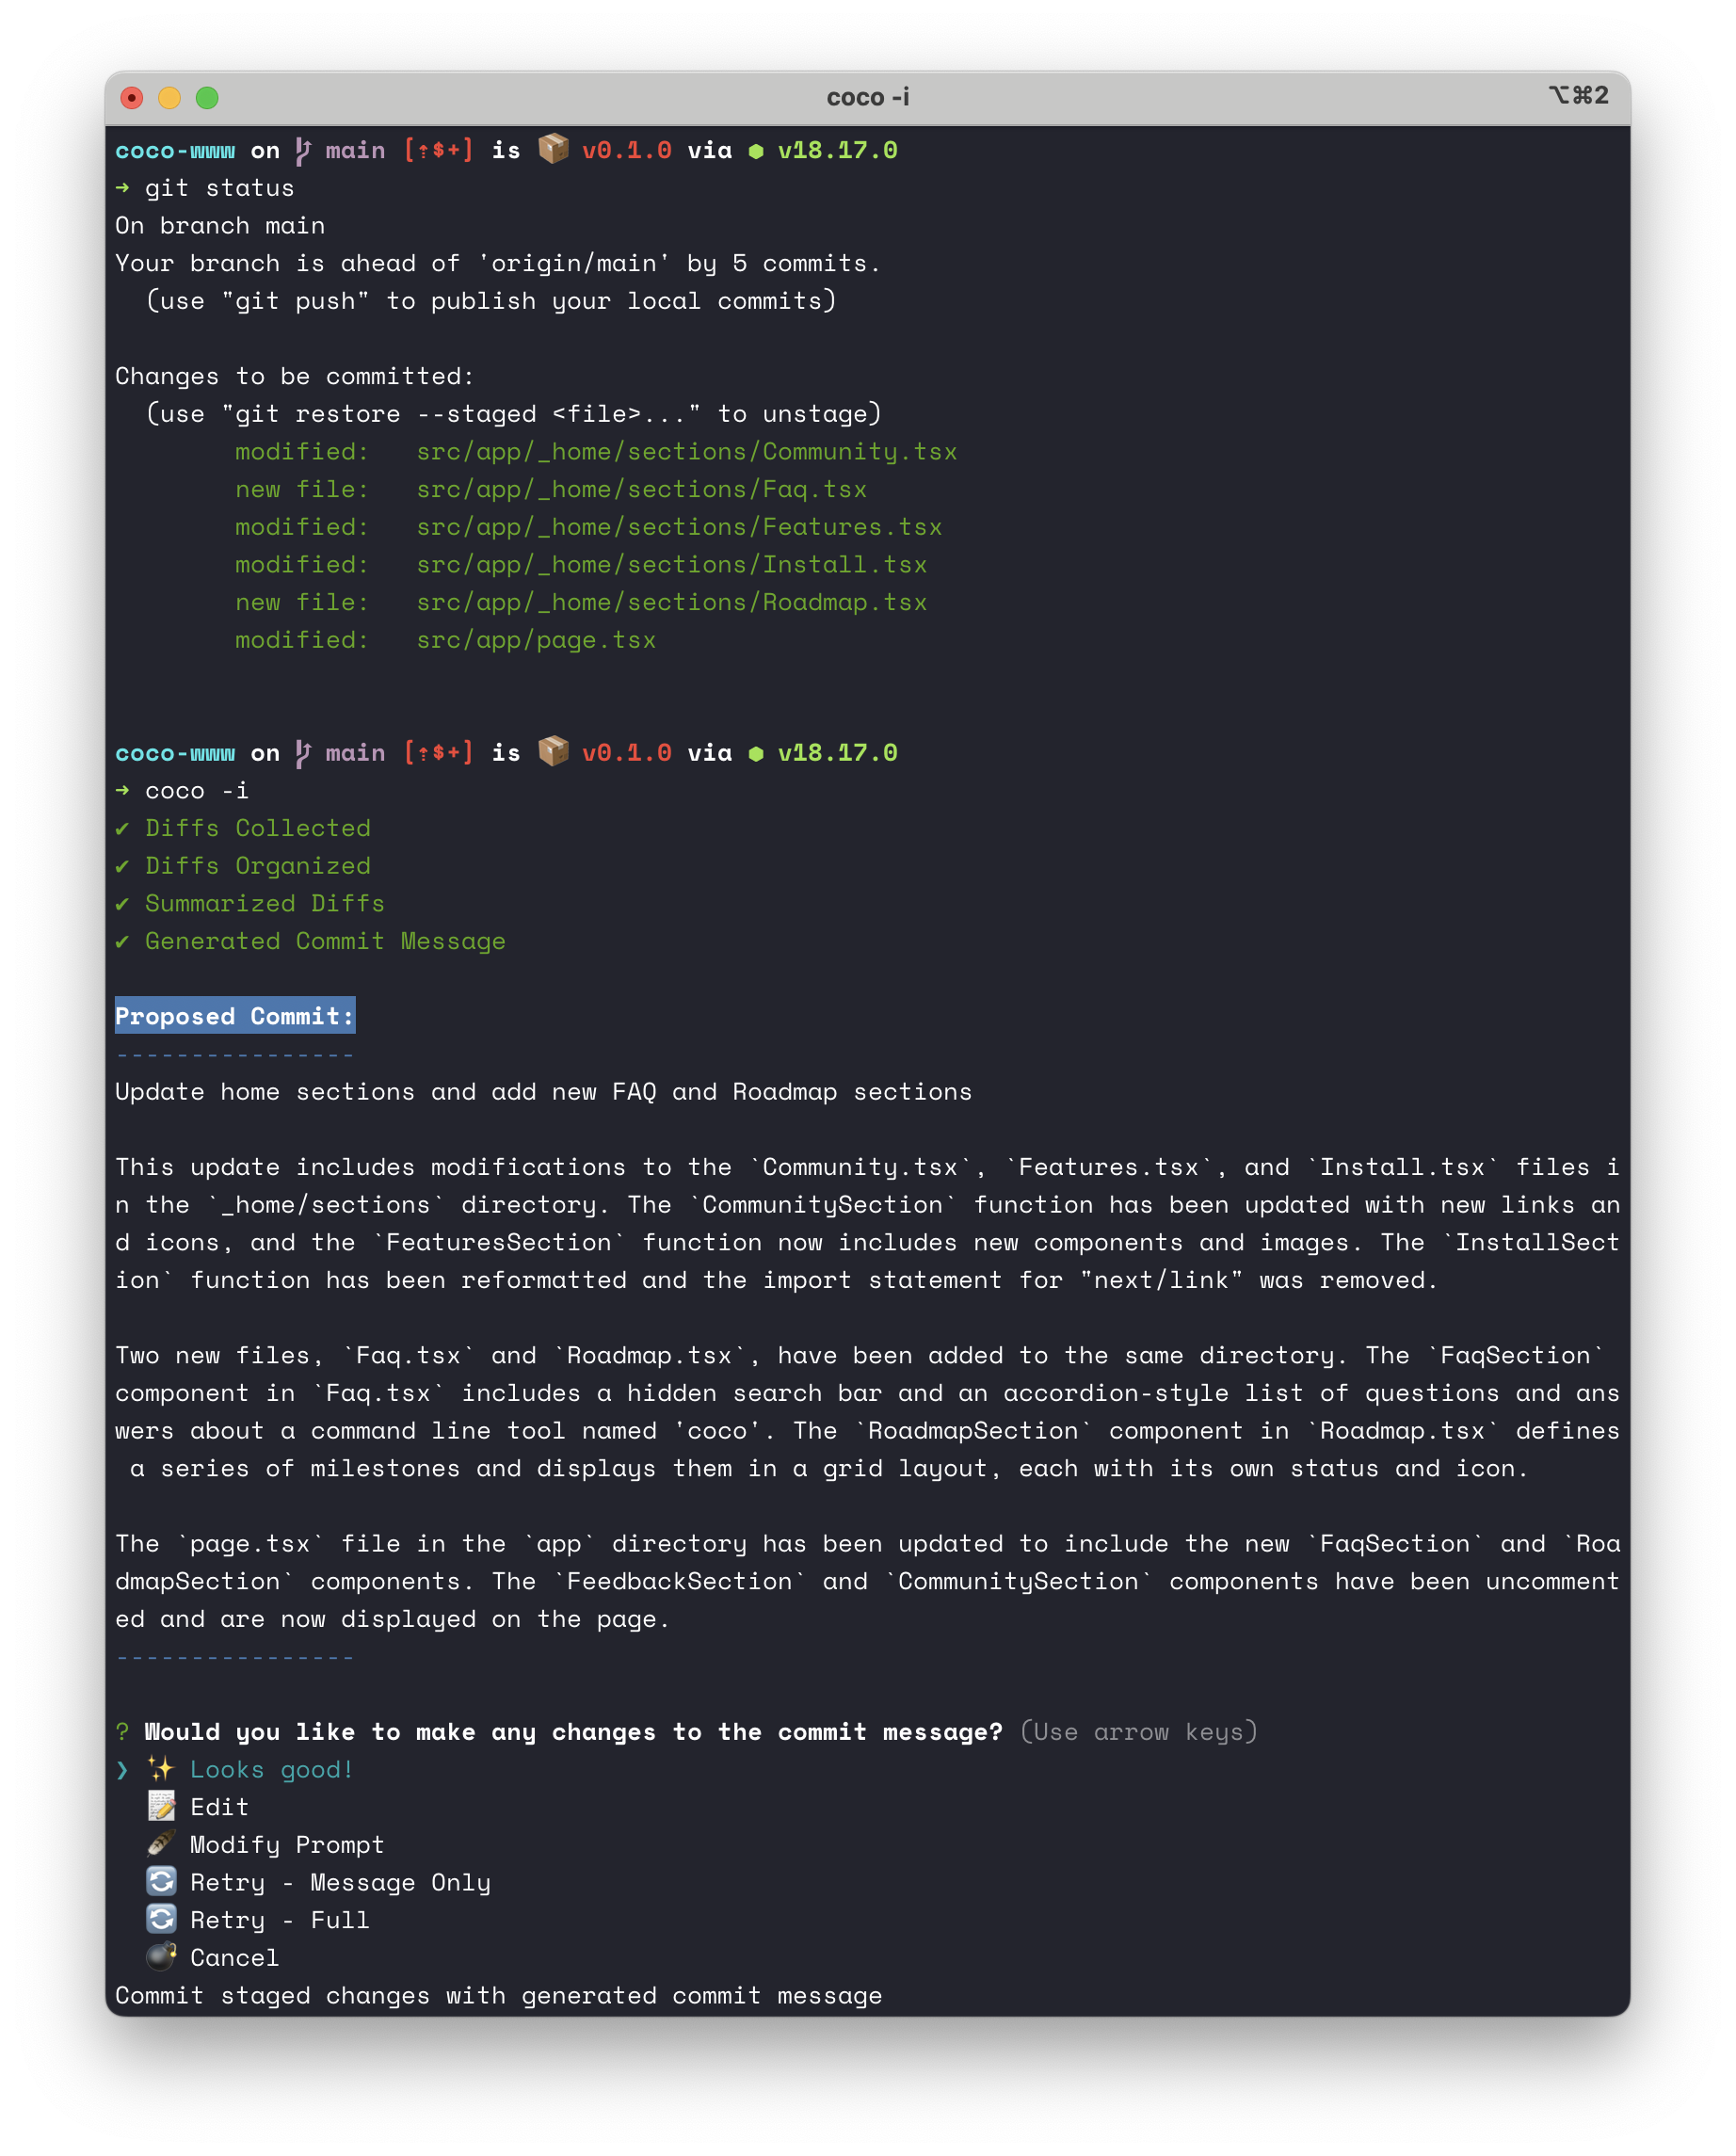 coco -i
⌥⌘2
coco-www on main [⇡$+] is 📦 v0.1.0 via ⬢ v18.17.0
→ git status
On branch main
Your branch is ahead of 'origin/main' by 5 commits.
  (use "git push" to publish your local commits)
Changes to be committed:
  (use "git restore --staged <file>..." to unstage)
        modified:   src/app/_home/sections/Community.tsx
        new file:   src/app/_home/sections/Faq.tsx
        modified:   src/app/_home/sections/Features.tsx
        modified:   src/app/_home/sections/Install.tsx
        new file:   src/app/_home/sections/Roadmap.tsx
        modified:   src/app/page.tsx
coco-www on main [⇡$+] is 📦 v0.1.0 via ⬢ v18.17.0
→ coco -i
✔ Diffs Collected
✔ Diffs Organized
✔ Summarized Diffs
✔ Generated Commit Message
Proposed Commit:
----------------
Update home sections and add new FAQ and Roadmap sections
This update includes modifications to the `Community.tsx`, `Features.tsx`, and `Install.tsx` files i
n the `_home/sections` directory. The `CommunitySection` function has been updated with new links an
d icons, and the `FeaturesSection` function now includes new components and images. The `InstallSect
ion` function has been reformatted and the import statement for "next/link" was removed.
Two new files, `Faq.tsx` and `Roadmap.tsx`, have been added to the same directory. The `FaqSection`
component in `Faq.tsx` includes a hidden search bar and an accordion-style list of questions and ans
wers about a command line tool named 'coco'. The `RoadmapSection` component in `Roadmap.tsx` defines
 a series of milestones and displays them in a grid layout, each with its own status and icon.
The `page.tsx` file in the `app` directory has been updated to include the new `FaqSection` and `Roa
dmapSection` components. The `FeedbackSection` and `CommunitySection` components have been uncomment
ed and are now displayed on the page.
----------------
? Would you like to make any changes to the commit message? (Use arrow keys)
❯ ✨ Looks good!
  📝 Edit
  🪶 Modify Prompt
  🔄 Retry - Message Only
  🔄 Retry - Full
  💣 Cancel
Commit staged changes with generated commit message